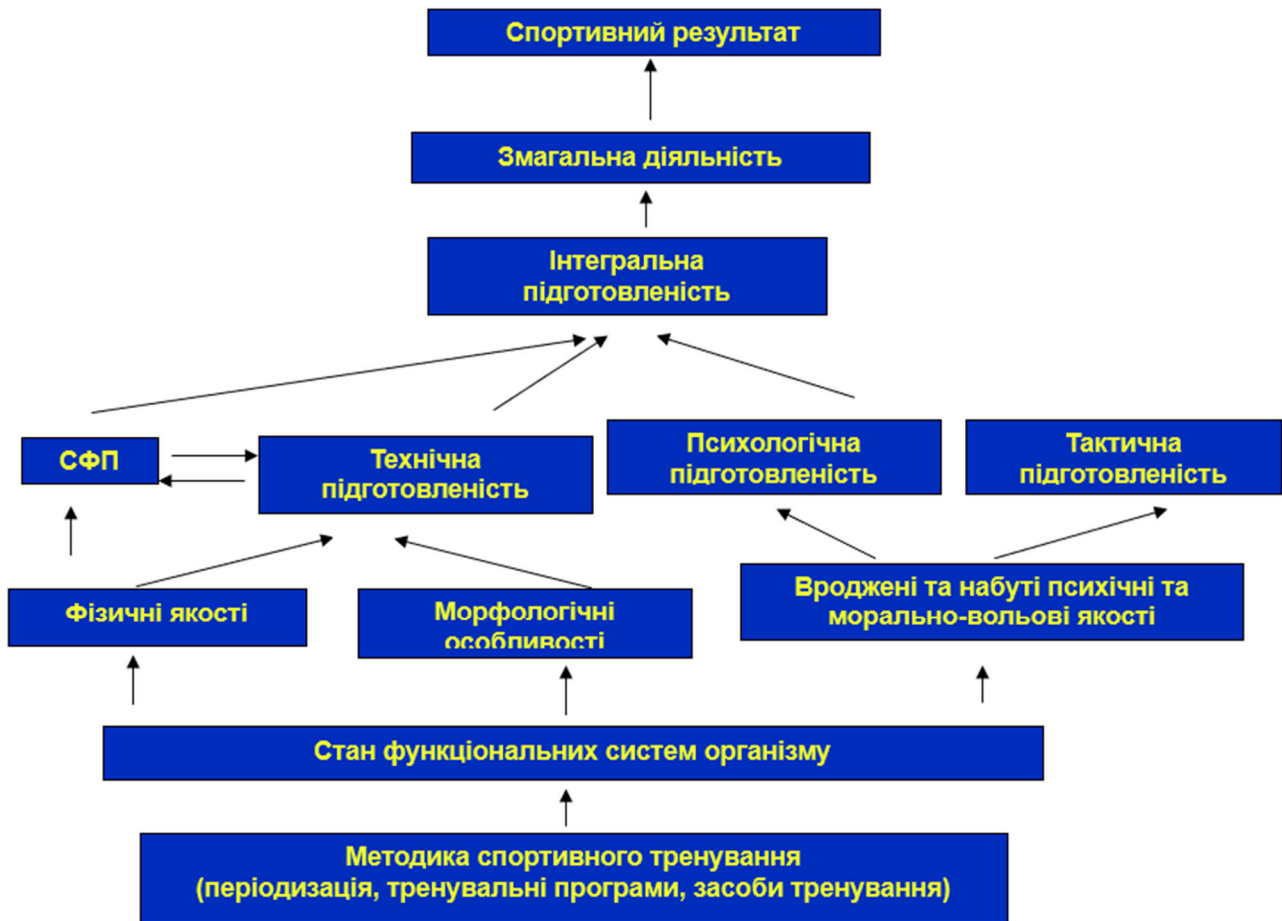 Спортивний результат
Змагальна діяльність
Інтегральна
підготовленість
СФП
Технічна
підготовленість
Психологічна
підготовленість
Тактична
підготовленість
Фізичні якості
Морфологічні
особливості
Вроджені та набуті психічні та
морально-вольові якості
Стан функціональних систем організму
Методика спортивного тренування
(періодизація, тренувальні програми, засоби тренування)